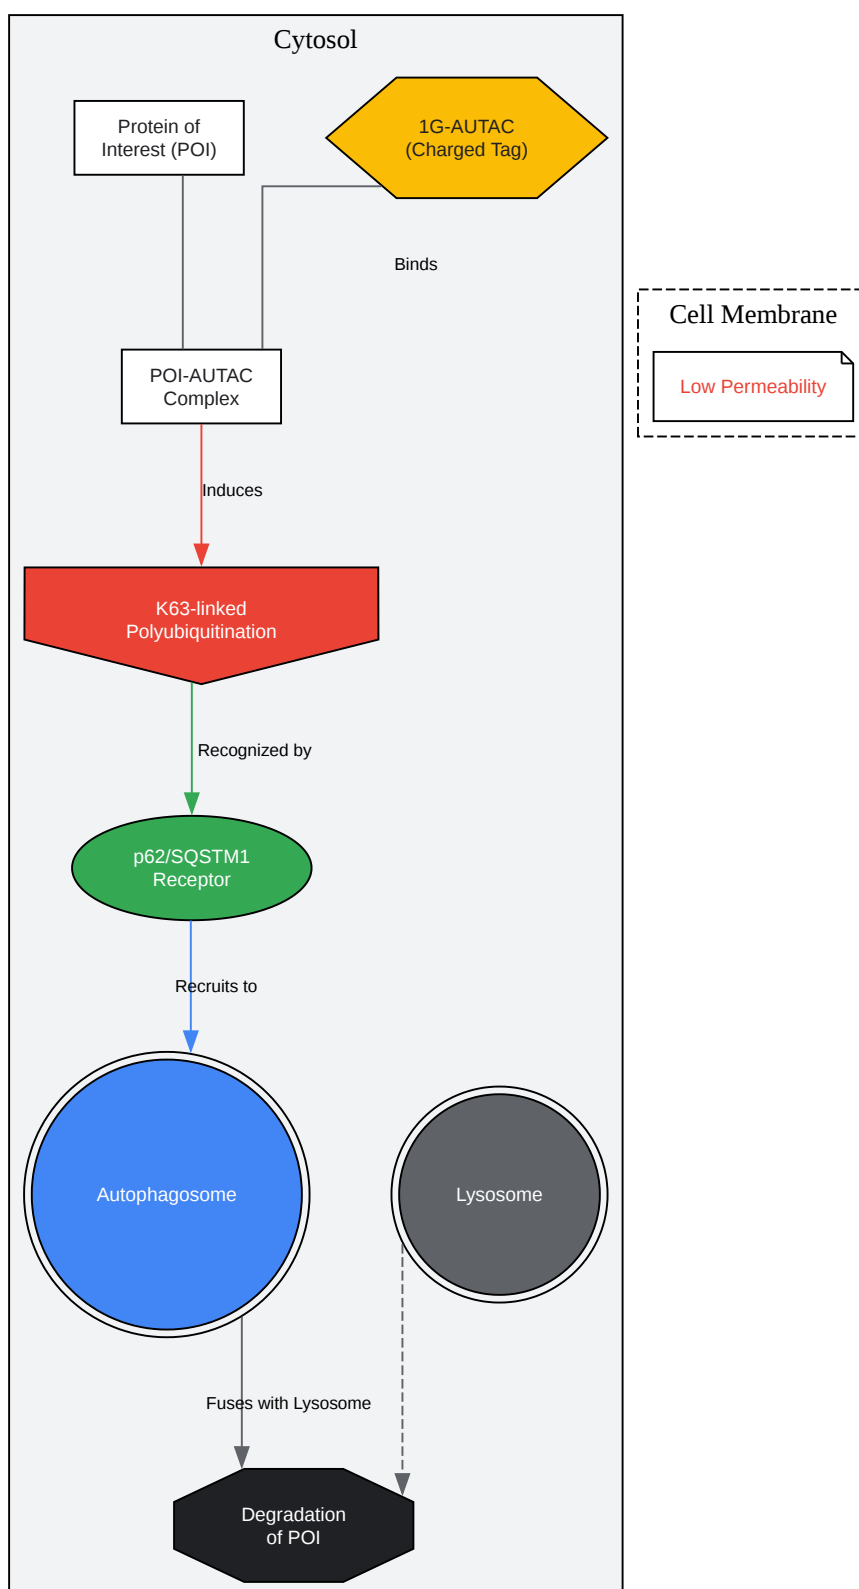 Cytosol
Protein of
Interest (POI)
1G-AUTAC
(Charged Tag)
Binds
Cell Membrane
Low Permeability
POI-AUTAC
Complex
Induces
K63-linked
Polyubiquitination
Recognized by
p62/SQSTM1
Receptor
Recruits to
Autophagosome
Lysosome
Fuses with Lysosome
Degradation
of POI